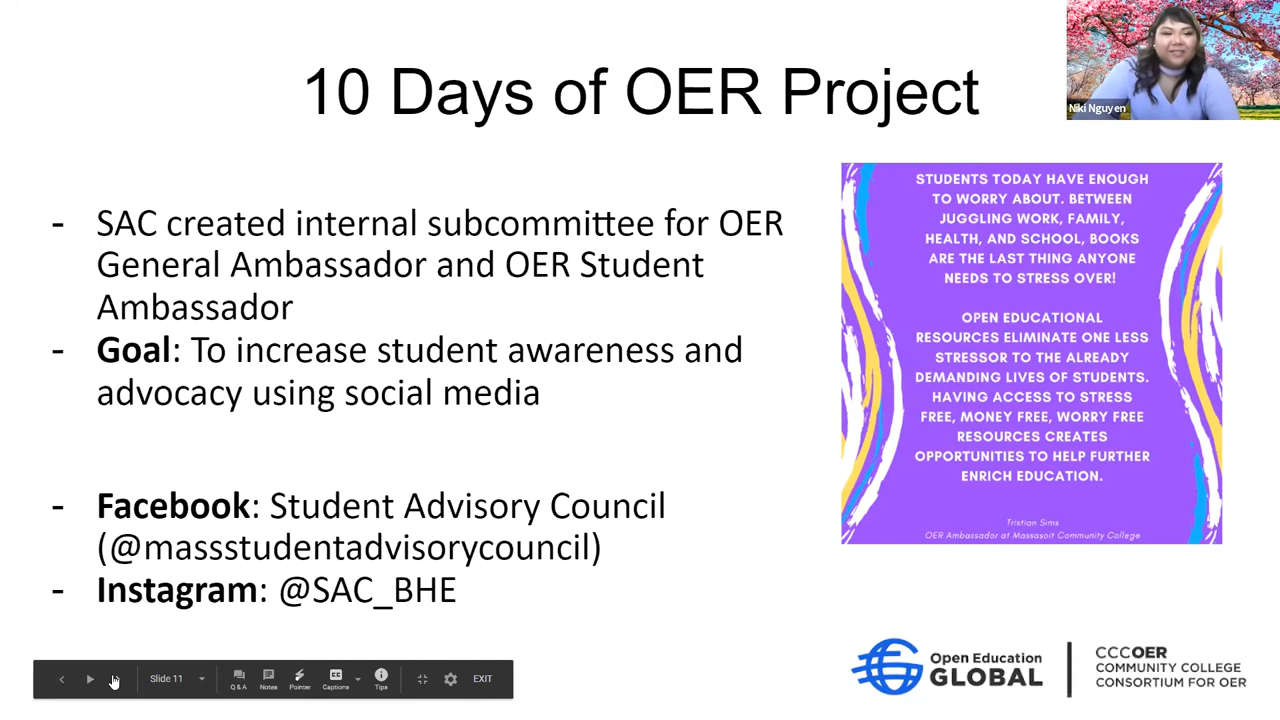 10 Days of OER Project
Niki Nguyen
- SAC created internal subcommittee for OER
General Ambassador and OER Student
Ambassador
- Goal: To increase student awareness and
advocacy using social media
- Facebook: Student Advisory Council
(@massstudentadvisorycouncil)
- Instagram: @SAC_BHE
STUDENTS TODAY HAVE ENOUGH
TO WORRY ABOUT. BETWEEN
JUGGLING WORK, FAMILY,
HEALTH, AND SCHOOL, BOOKS
ARE THE LAST THING ANYONE
NEEDS TO STRESS OVER!
OPEN EDUCATIONAL
RESOURCES ELIMINATE ONE LESS
STRESSOR TO THE ALREADY
DEMANDING LIVES OF STUDENTS.
HAVING ACCESS TO STRESS
FREE, MONEY FREE, WORRY FREE
RESOURCES CREATES
OPPORTUNITIES TO HELP FURTHER
ENRICH EDUCATION.
Tristian Sims
OER Ambassador at Massasoit Community College
Slide 11
Q & A
Notes
Pointer
Captions
Tips
EXIT
Open Education
GLOBAL
CCCOER
COMMUNITY COLLEGE
CONSORTIUM FOR OER